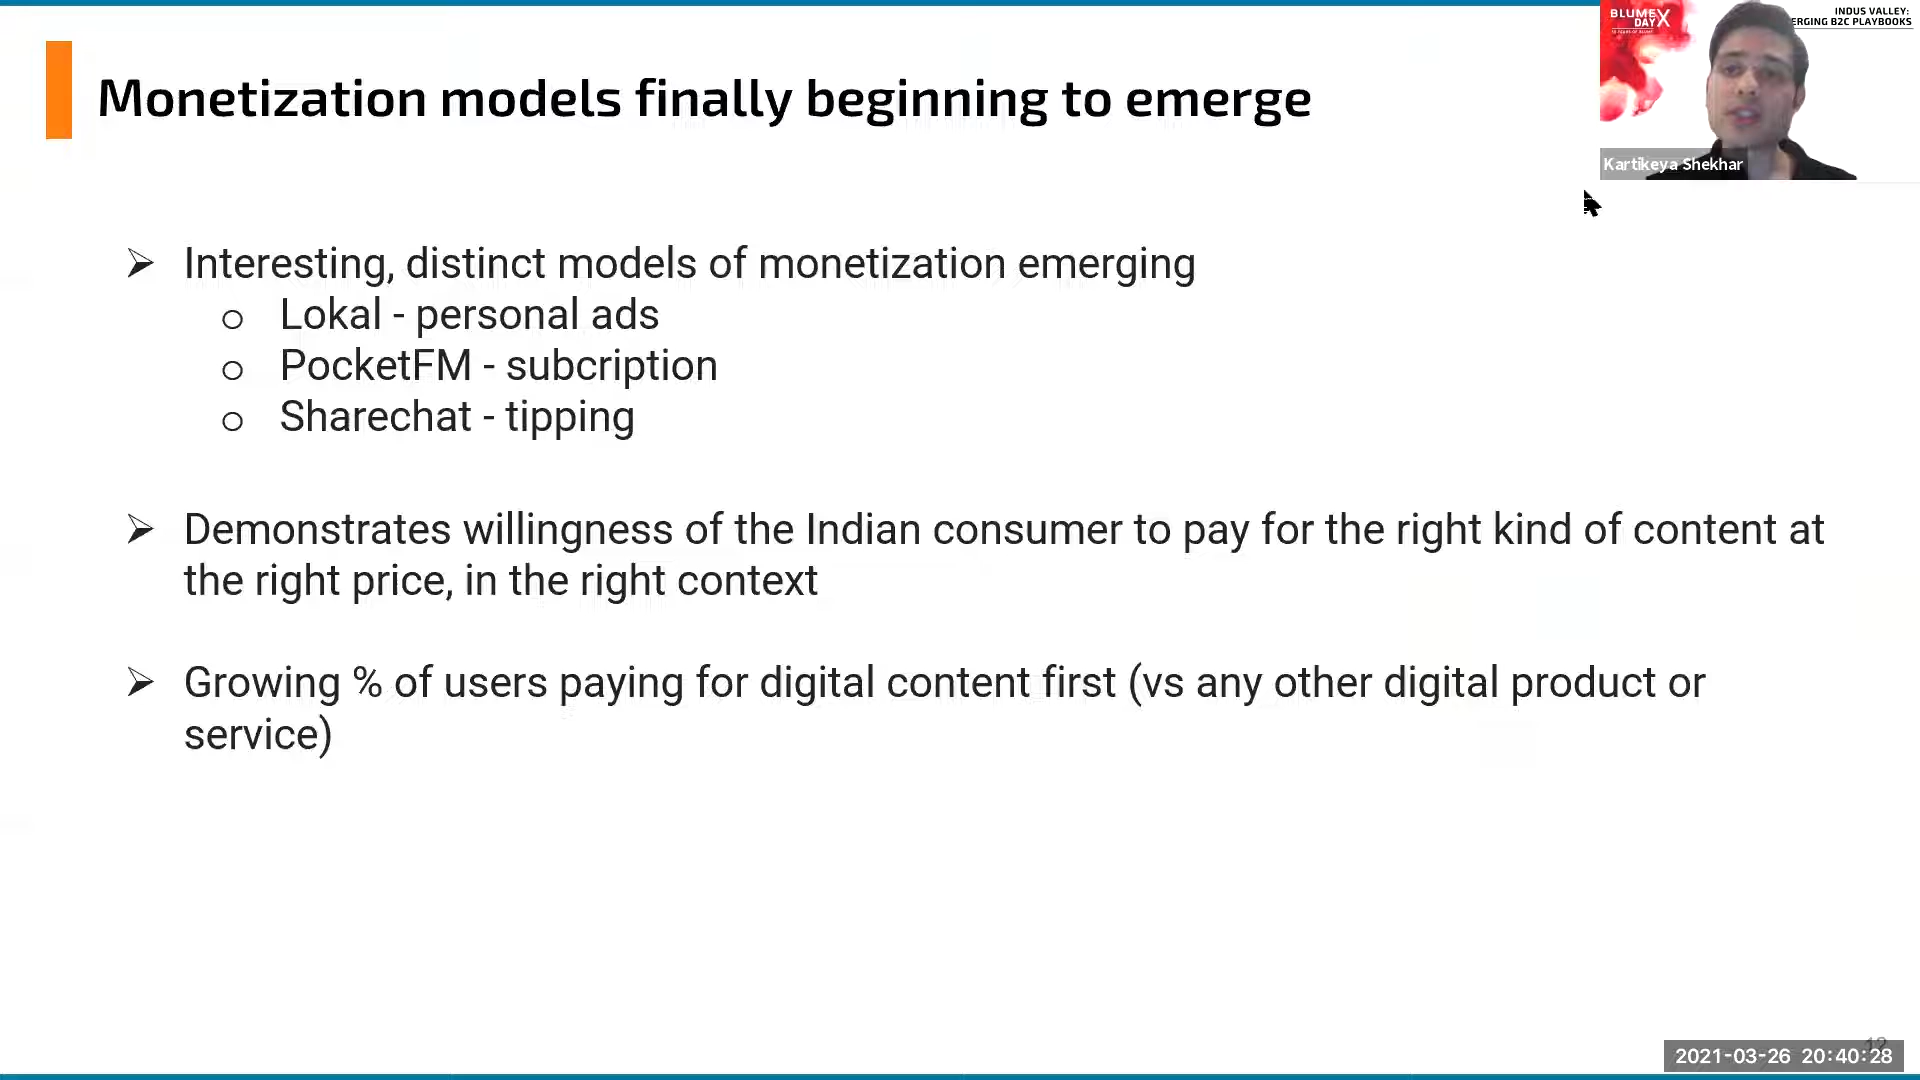 BLUME
DAY X
INDUS VALLEY:
ERGING B2C PLAYBOOKS
Monetization models finally beginning to emerge
Kartikeya Shekhar
➢ Interesting, distinct models of monetization emerging
o Lokal - personal ads
o PocketFM - subcription
o Sharechat - tipping
➢ Demonstrates willingness of the Indian consumer to pay for the right kind of content at
the right price, in the right context
➢ Growing % of users paying for digital content first (vs any other digital product or
service)
12
2021-03-26 20:40:28